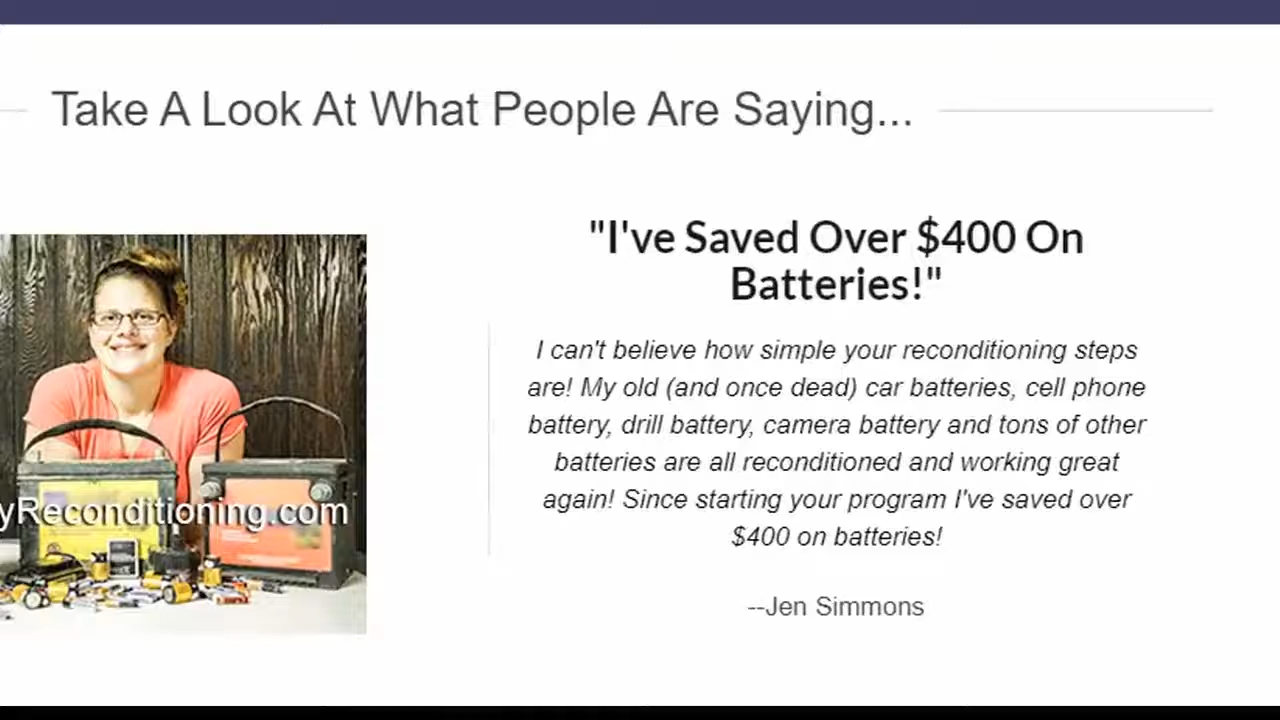 Take A Look At What People Are Saying...
"I've Saved Over $400 On
Batteries!"
I can't believe how simple your reconditioning steps
are! My old (and once dead) car batteries, cell phone
battery, drill battery, camera battery and tons of other
batteries are all reconditioned and working great
again! Since starting your program I've saved over
$400 on batteries!
--Jen Simmons
yReconditioning.com